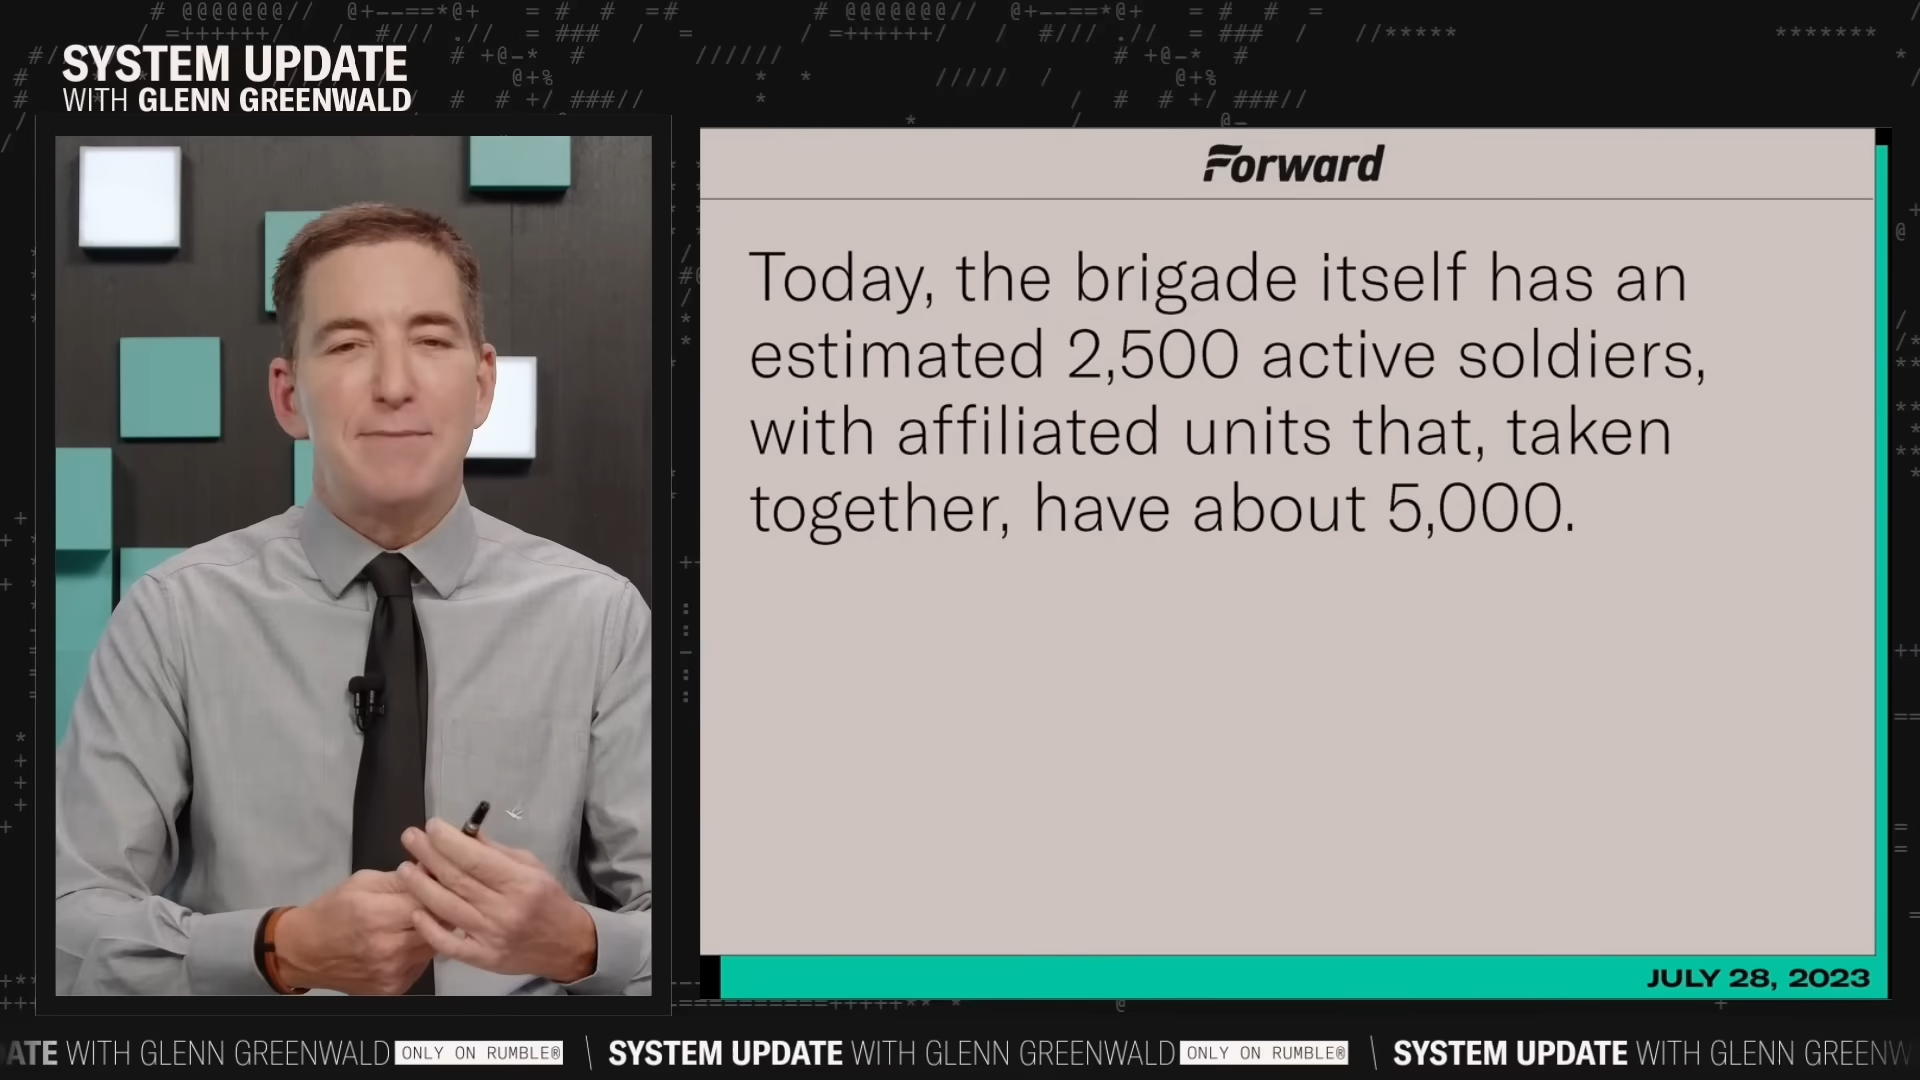 SYSTEM UPDATE
WITH GLENN GREENWALD
Forward
Today, the brigade itself has an
estimated 2,500 active soldiers,
with affiliated units that, taken
together, have about 5,000.
JULY 28, 2023
ATE WITH GLENN GREENWALD ONLY ON RUMBLE® \ SYSTEM UPDATE WITH GLENN GREENWALD ONLY ON RUMBLE® \ SYSTEM UPDATE WITH GLENN GREENW